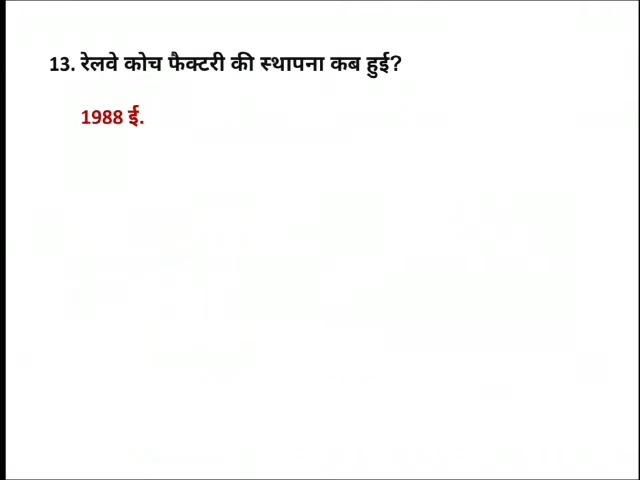 13. रेलवे कोच फैक्टरी की स्थापना कब हुई?
1988 ई.